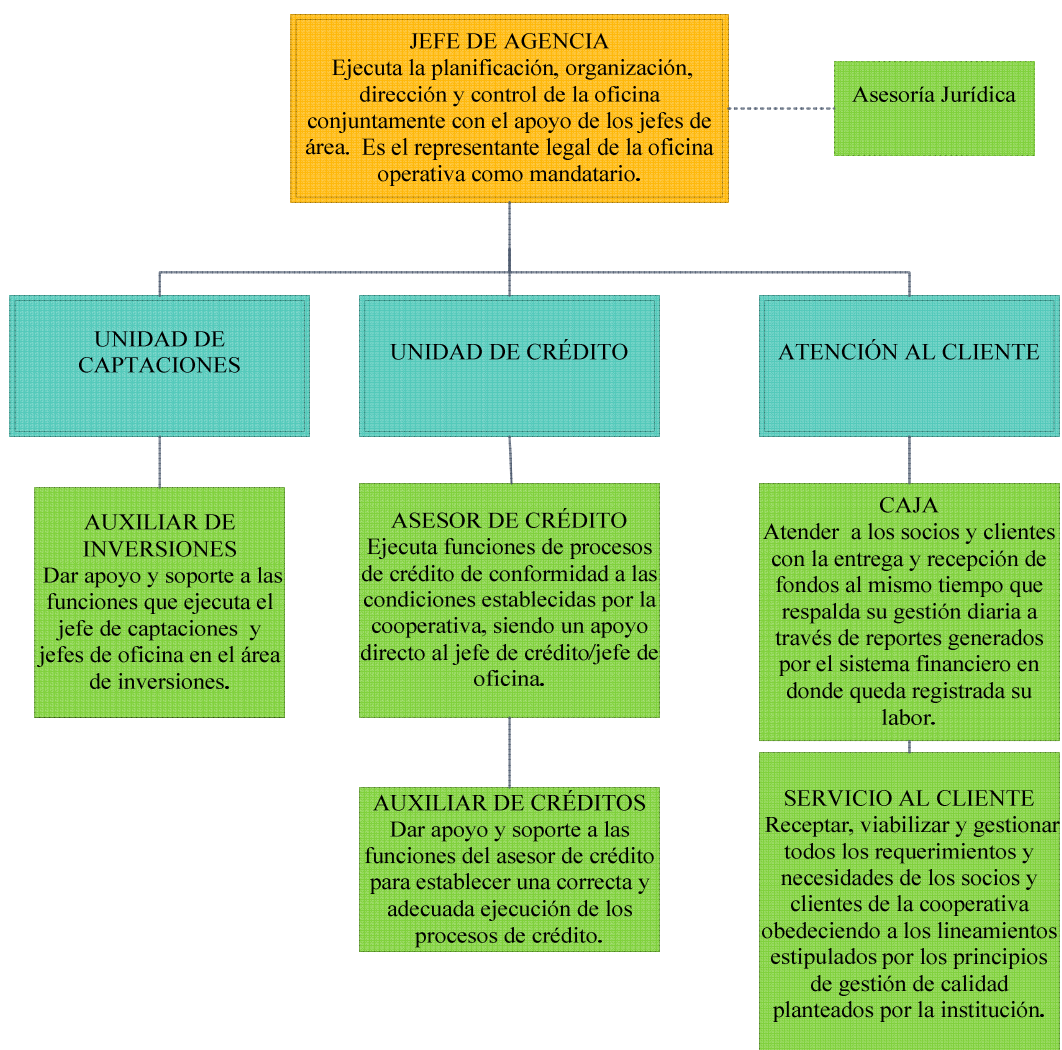 JEFE DE AGENCIA
Ejecuta la planificación, organización,
dirección y control de la oficina
conjuntamente con el apoyo de los jefes de
área.  Es el representante legal de la oficina
operativa como mandatario.
Asesoría Jurídica
UNIDAD DE
CAPTACIONES
UNIDAD DE CRÉDITO
ATENCIÓN AL CLIENTE
AUXILIAR DE
INVERSIONES
Dar apoyo y soporte a las
funciones que ejecuta el
jefe de captaciones  y
jefes de oficina en el área
de inversiones.
ASESOR DE CRÉDITO
Ejecuta funciones de procesos
de crédito de conformidad a las
condiciones establecidas por la
cooperativa, siendo un apoyo
directo al jefe de crédito/jefe de
oficina.
CAJA
Atender  a los socios y clientes
con la entrega y recepción de
fondos al mismo tiempo que
respalda su gestión diaria a
través de reportes generados
por el sistema financiero en
donde queda registrada su
labor.
AUXILIAR DE CRÉDITOS
Dar apoyo y soporte a las
funciones del asesor de crédito
para establecer una correcta y
adecuada ejecución de los
procesos de crédito.
SERVICIO AL CLIENTE
Receptar, viabilizar y gestionar
todos los requerimientos y
necesidades de los socios y
clientes de la cooperativa
obedeciendo a los lineamientos
estipulados por los principios
de gestión de calidad
planteados por la institución.